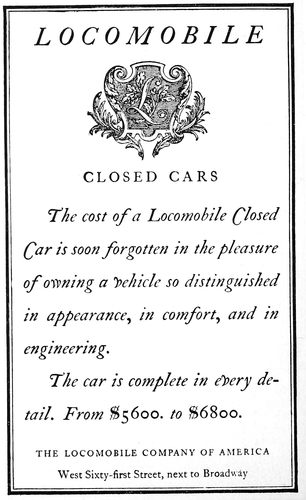 LOCOMOBILE
L
CLOSED CARS
The cost of a Locomobile Closed
Car is soon forgotten in the pleasure
of owning a vehicle so distinguished
in appearance, in comfort, and in
engineering.
The car is complete in every de-
tail. From $5600. to $6800.
THE LOCOMOBILE COMPANY OF AMERICA
West Sixty-first Street, next to Broadway